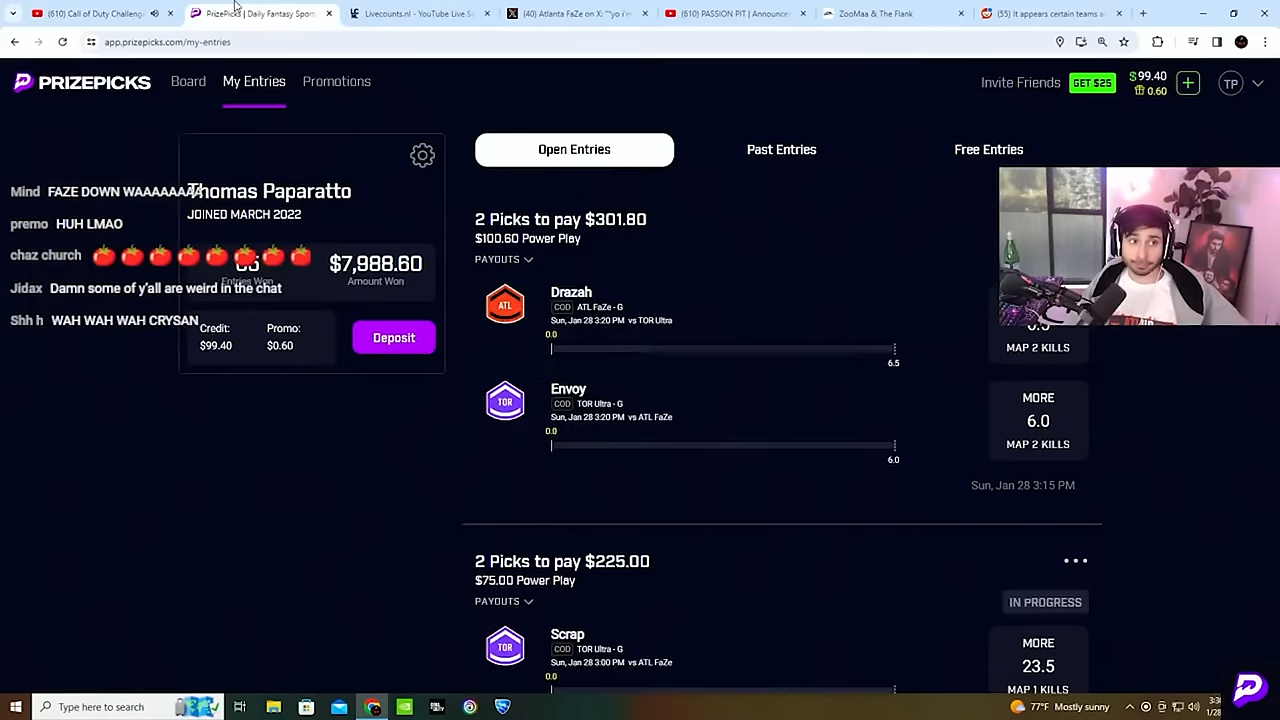 (610) Call of Duty Challenge
PrizePicks | Daily Fantasy Sports
Livecounts.nl - YouTube Live S
(40) Atlanta FaZe on X: "yo i'm
(610) PASSION IT | Announce
ZooMaa & The Flank
(55) It appears certain teams a
app.prizepicks.com/my-entries
PRIZEPICKS
Board
My Entries
Promotions
Invite Friends
GET $25
$99.40
0.60
TP
Thomas Paparatto
JOINED MARCH 2022
Entries Won
$7,988.60
Amount Won
Credit:
$99.40
Promo:
$0.60
Deposit
Mind FAZE DOWN WAAAAAAAA
premo HUH LMAO
chaz church
Jidax Damn some of y'all are weird in the chat
Shh h WAH WAH WAH CRYSAN
Open Entries
Past Entries
Free Entries
2 Picks to pay $301.80
$100.60 Power Play
PAYOUTS
ATL
Drazah
COD ATL FaZe - G
Sun, Jan 28 3:20 PM vs TOR Ultra
0.0
6.5
MAP 2 KILLS
TOR
Envoy
COD TOR Ultra - G
Sun, Jan 28 3:20 PM vs ATL FaZe
0.0
6.0
MORE
6.0
MAP 2 KILLS
Sun, Jan 28 3:15 PM
2 Picks to pay $225.00
$75.00 Power Play
PAYOUTS
IN PROGRESS
TOR
Scrap
COD TOR Ultra - G
Sun, Jan 28 3:00 PM vs ATL FaZe
0.0
MORE
23.5
MAP 1 KILLS
Type here to search
77°F Mostly sunny